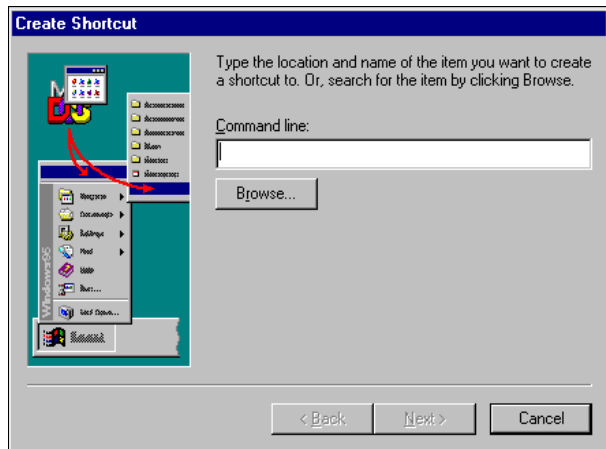 Create Shortcut
Type the location and name of the item you want to create
a shortcut to. Or, search for the item by clicking Browse.
Command line:
Browse...
Windows95
< Back
Next >
Cancel